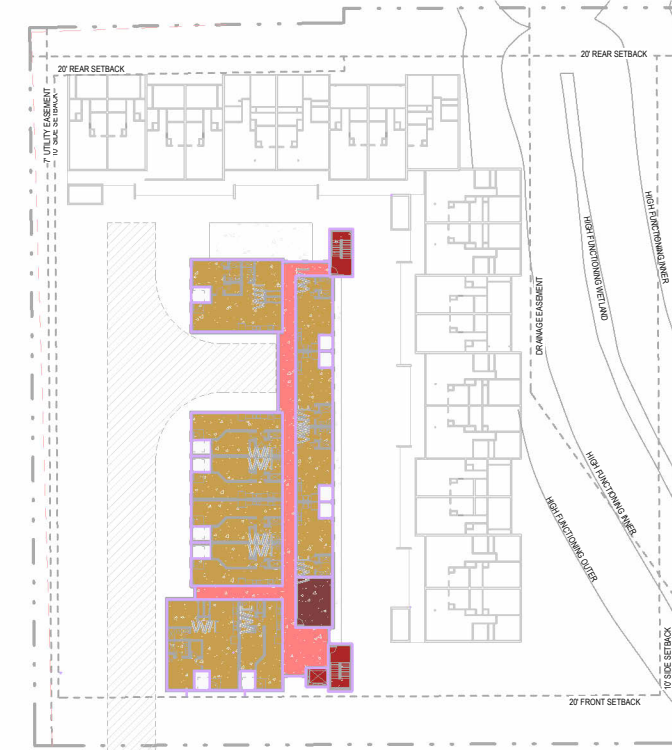 20' REAR SETBACK
20' REAR SETBACK
7' UTILITY EASEMENT
10' SIDE SETBACK
HIGH FUNCTIONING INNER
HIGH FUNCTIONING WETLAND
DRAINAGE EASEMENT
HIGH FUNCTIONING INNER
HIGH FUNCTIONING OUTER
10' SIDE SETBACK
20' FRONT SETBACK